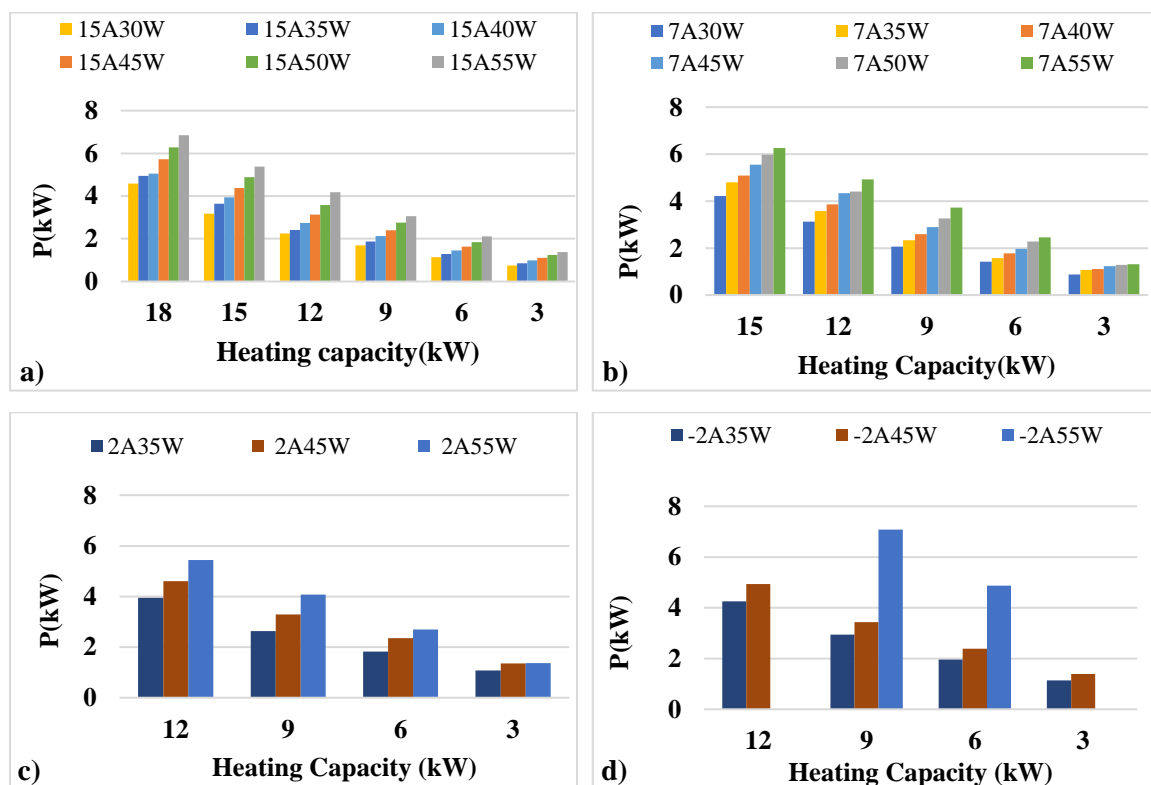 15A30W 15A35W 15A40W
15A45W 15A50W 15A55W
8
6
4
2
0
P(kW)
18 15 12 9 6 3
Heating capacity(kW)
a)
7A30W 7A35W 7A40W
7A45W 7A50W 7A55W
8
6
4
2
0
P(kW)
15 12 9 6 3
Heating Capacity(kW)
b)
2A35W 2A45W 2A55W
8
6
4
2
0
P(kW)
12 9 6 3
Heating Capacity (kW)
c)
-2A35W -2A45W -2A55W
8
6
4
2
0
P(kW)
12 9 6 3
Heating Capacity (kW)
d)